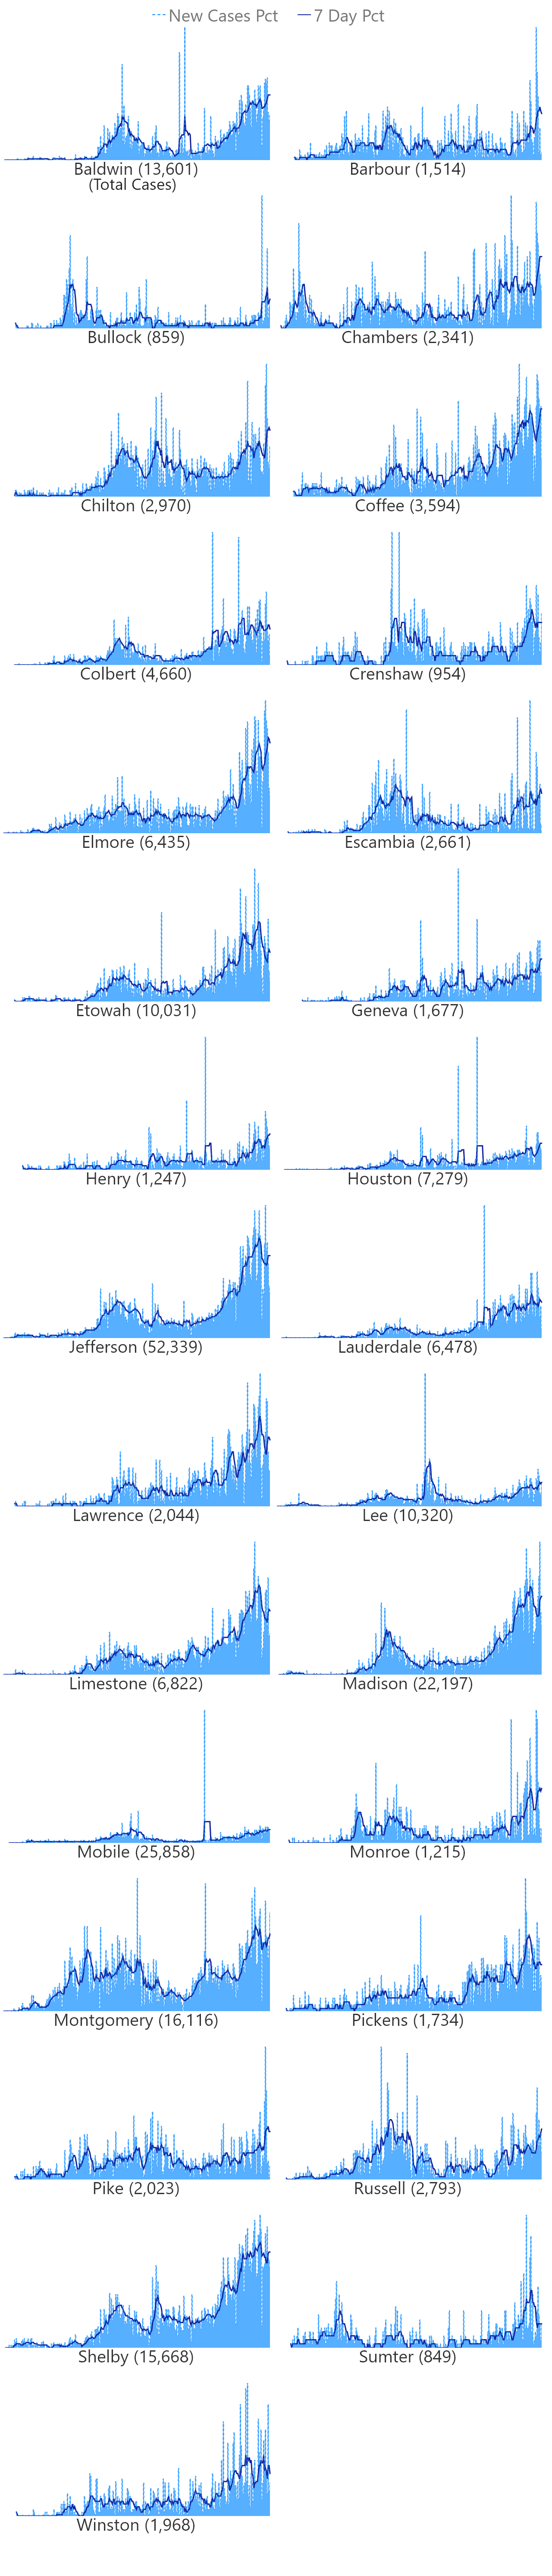 New Cases Pct 7 Day Pct
Baldwin (13,601) Barbour (1,514)
(Total Cases)
Bullock (859) Chambers (2,341)
Chilton (2,970) Coffee (3,594)
Colbert (4,660) Crenshaw (954)
Elmore (6,435) Escambia (2,661)
Etowah (10,031) Geneva (1,677)
Henry (1,247) Houston (7,279)
Jefferson (52,339) Lauderdale (6,478)
Lawrence (2,044) Lee (10,320)
Limestone (6,822) Madison (22,197)
Mobile (25,858) Monroe (1,215)
Montgomery (16,116) Pickens (1,734)
Pike (2,023) Russell (2,793)
Shelby (15,668) Sumter (849)
Winston (1,968)